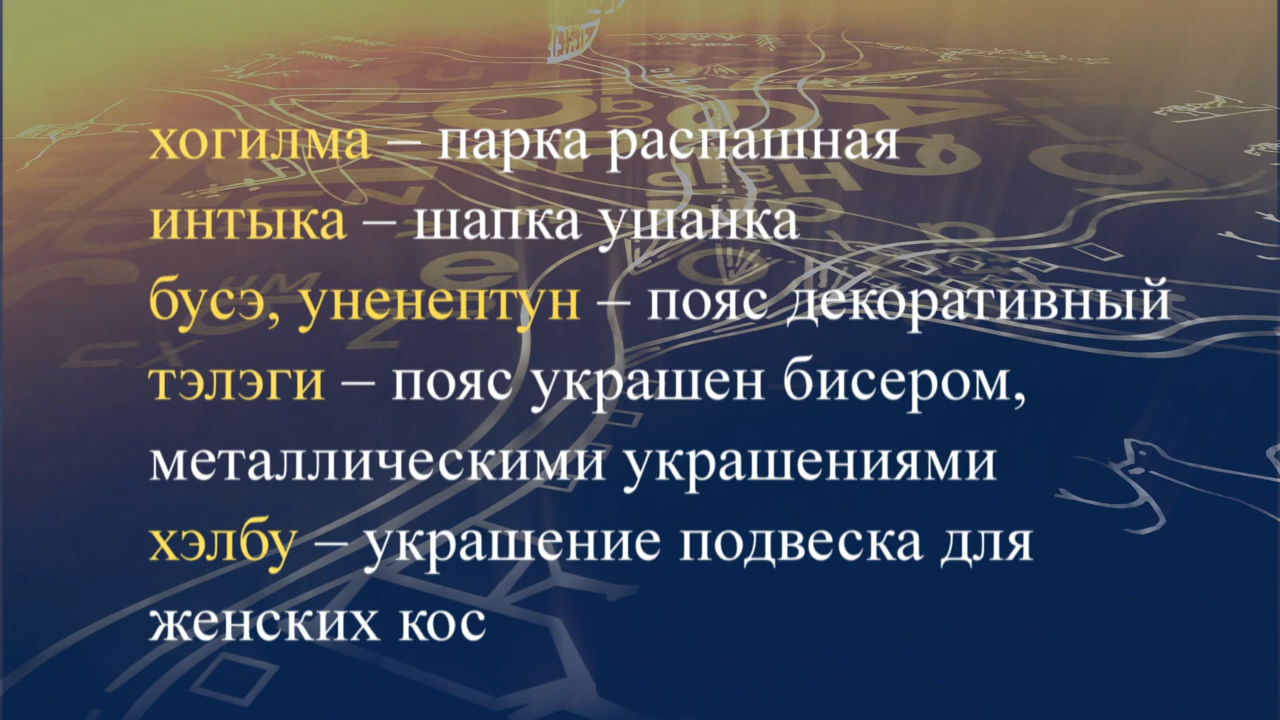 хогилма – парка распашная
интыка – шапка ушанка
бусэ, уненептун – пояс декоративный
тэлэги – пояс украшен бисером,
металлическими украшениями
хэлбу – украшение подвеска для
женских кос